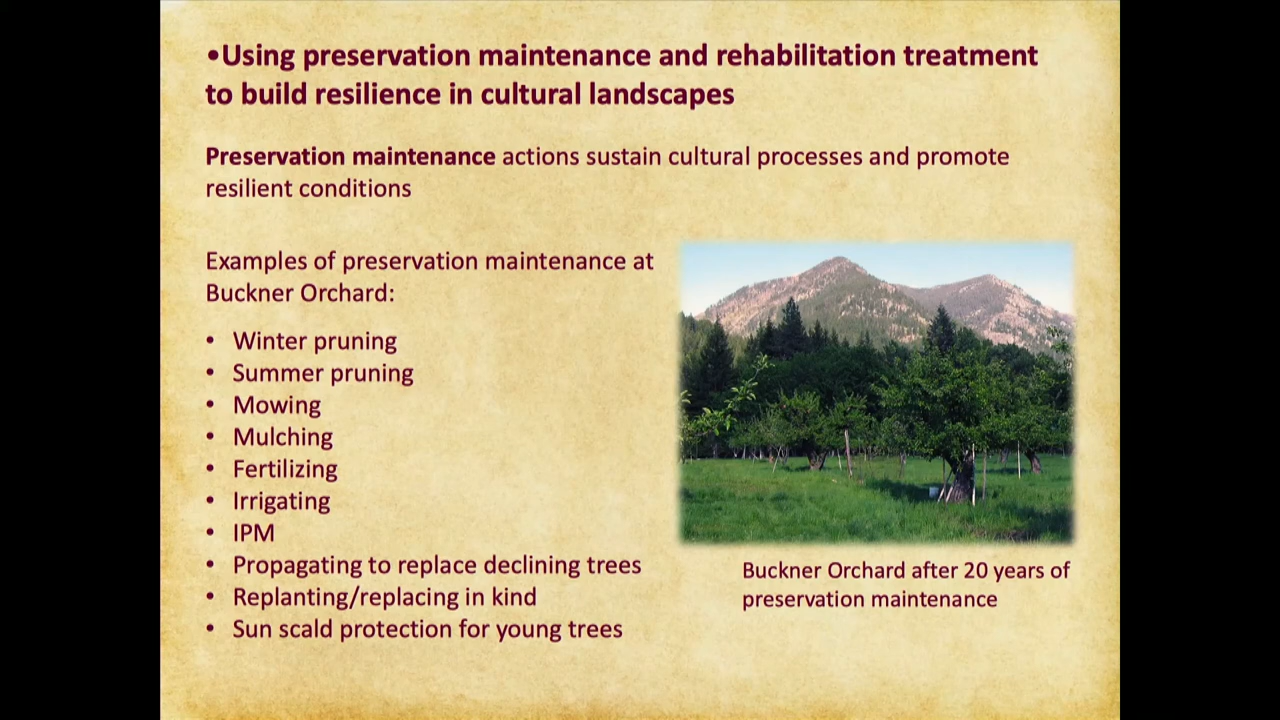 •Using preservation maintenance and rehabilitation treatment
to build resilience in cultural landscapes
Preservation maintenance actions sustain cultural processes and promote
resilient conditions
Examples of preservation maintenance at
Buckner Orchard:
• Winter pruning
• Summer pruning
• Mowing
• Mulching
• Fertilizing
• Irrigating
• IPM
• Propagating to replace declining trees
• Replanting/replacing in kind
• Sun scald protection for young trees
Buckner Orchard after 20 years of
preservation maintenance